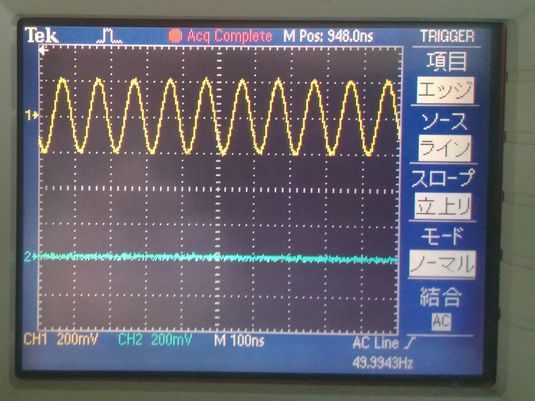 Tek Acq Complete M Pos: 948.0ns TRIGGER
項目
エッジ
ソース
ライン
スロープ
立上り
モード
ノーマル
結合
AC
1
2
CH1 200mV CH2 200mV M 100ns AC Line
49.9943Hz